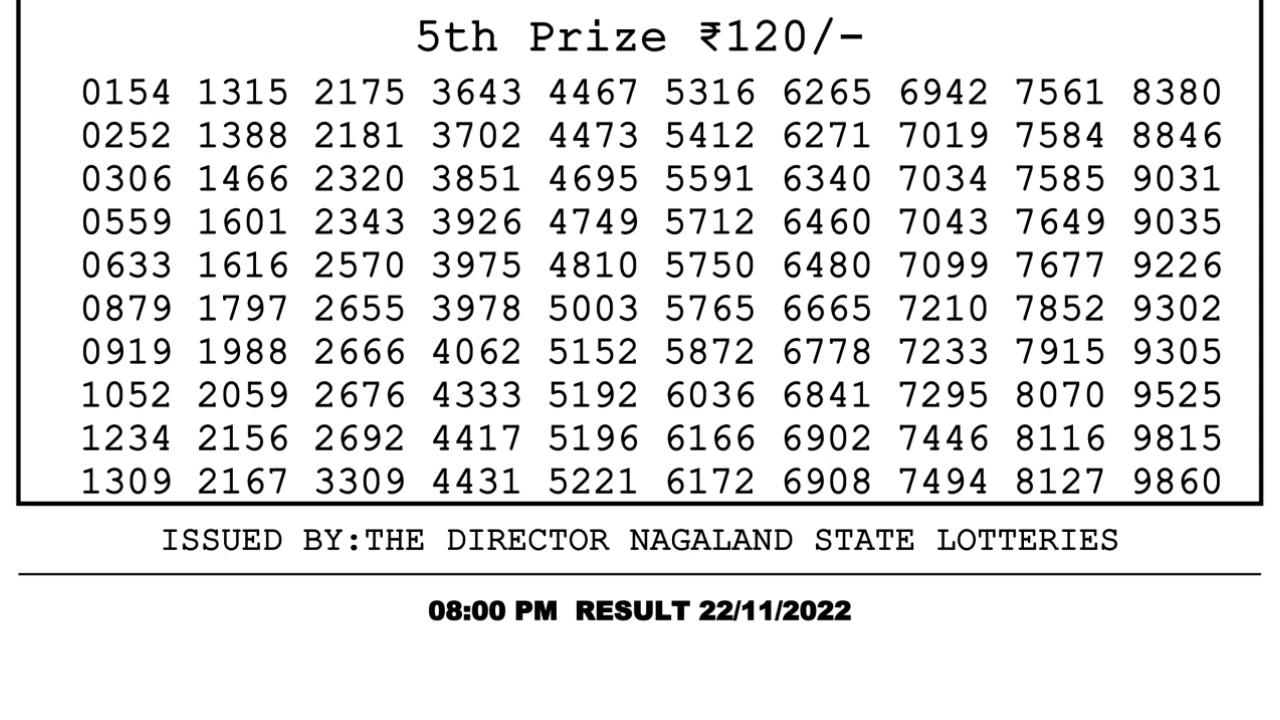 5th Prize ₹120/-
0154 1315 2175 3643 4467 5316 6265 6942 7561 8380
0252 1388 2181 3702 4473 5412 6271 7019 7584 8846
0306 1466 2320 3851 4695 5591 6340 7034 7585 9031
0559 1601 2343 3926 4749 5712 6460 7043 7649 9035
0633 1616 2570 3975 4810 5750 6480 7099 7677 9226
0879 1797 2655 3978 5003 5765 6665 7210 7852 9302
0919 1988 2666 4062 5152 5872 6778 7233 7915 9305
1052 2059 2676 4333 5192 6036 6841 7295 8070 9525
1234 2156 2692 4417 5196 6166 6902 7446 8116 9815
1309 2167 3309 4431 5221 6172 6908 7494 8127 9860
ISSUED BY:THE DIRECTOR NAGALAND STATE LOTTERIES
08:00 PM RESULT 22/11/2022